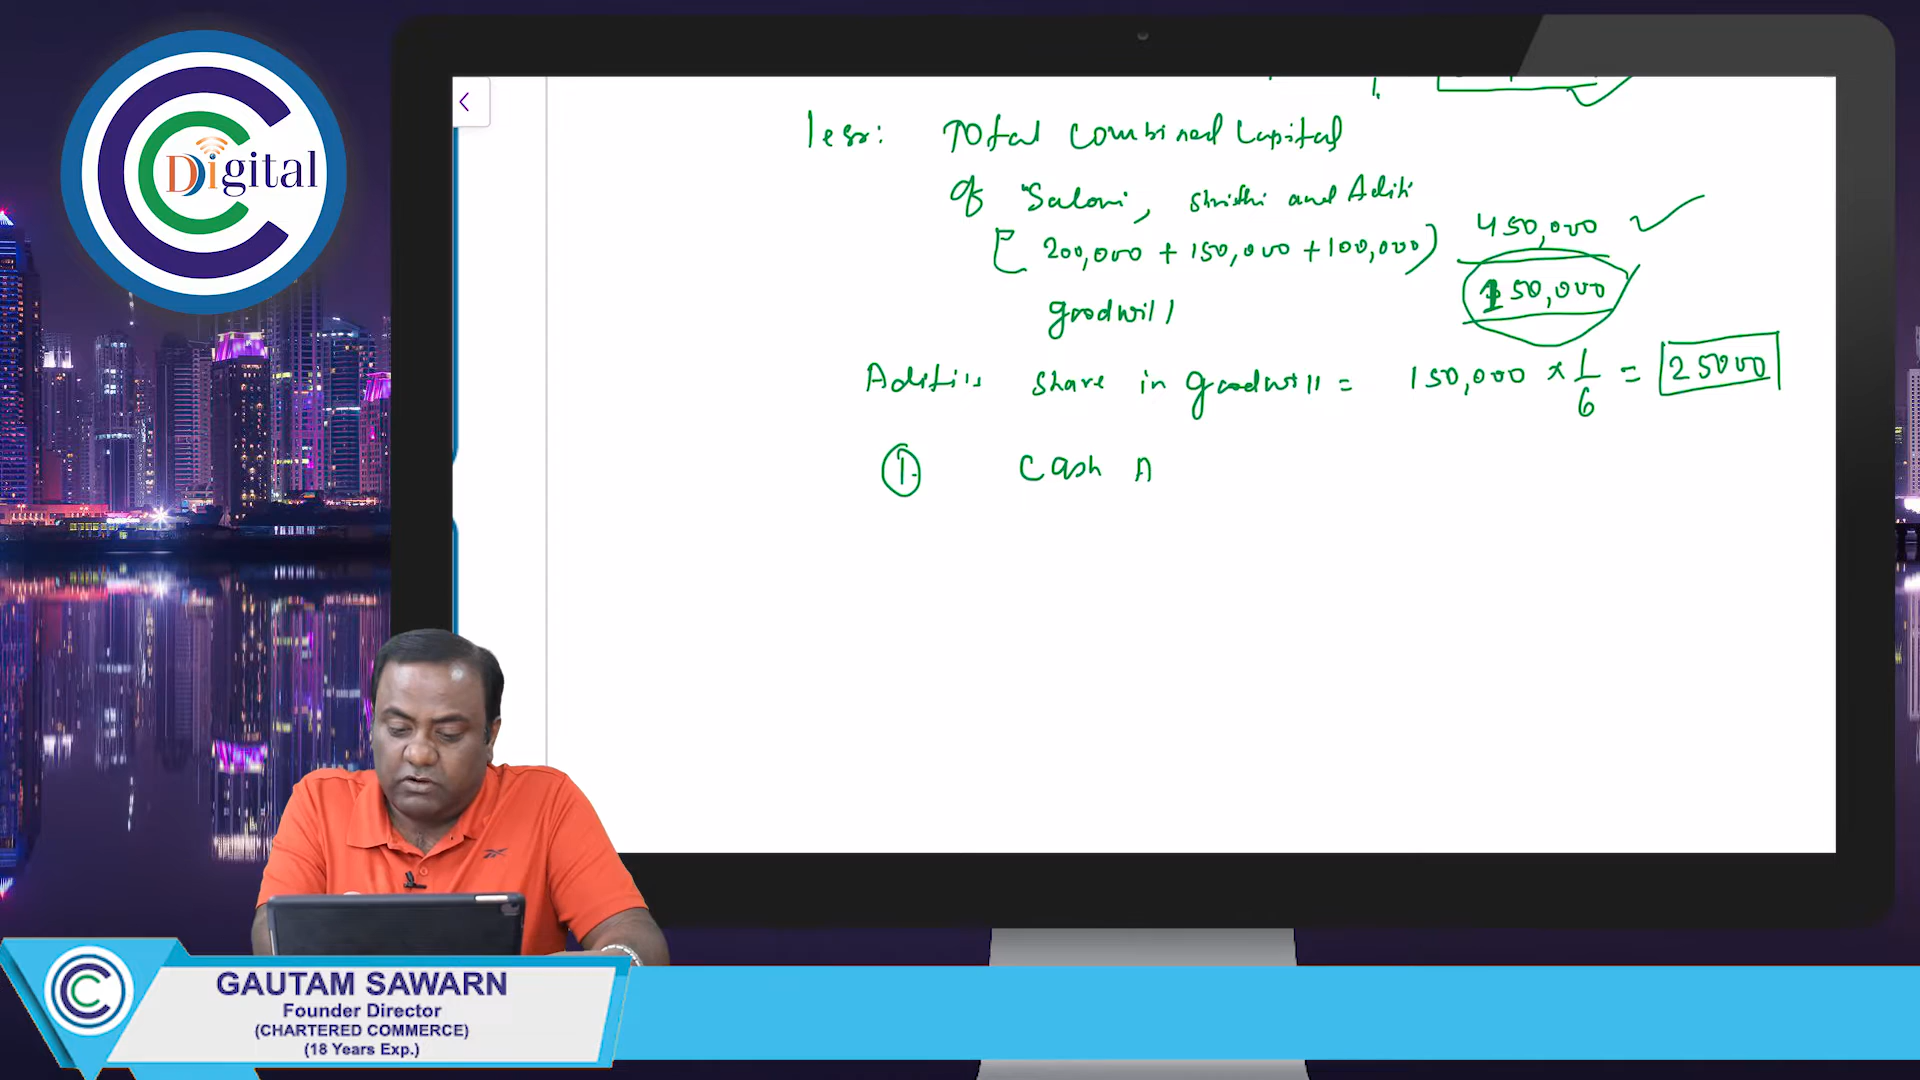 less: Total Combined Capital
of Saloni, Shristhi and Aditi
[ 200,000 + 150,000 + 100,000) 450,000
150,000
goodwill
Aditi's share in goodwill = 150,000 × 1/6 = 25000
1. Cash A
Digital
GAUTAM SAWARN
Founder Director
(CHARTERED COMMERCE)
(18 Years Exp.)